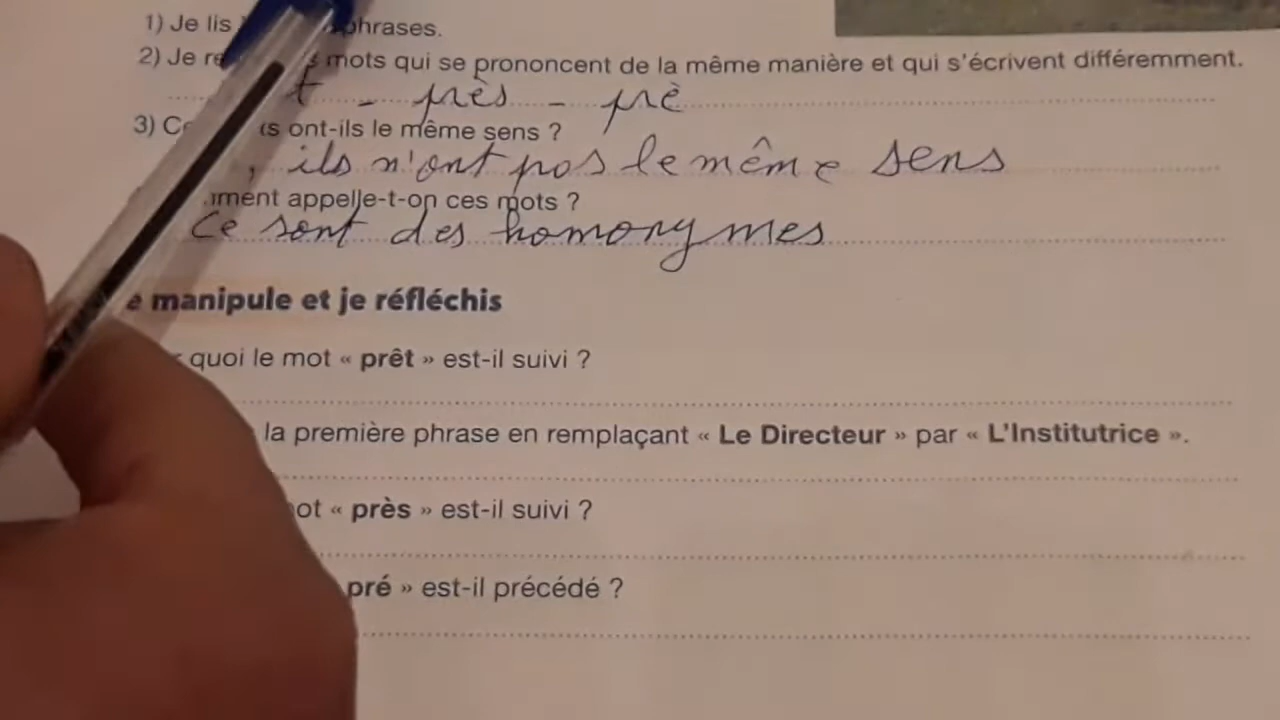 1) Je lis phrases.
2) Je mots qui se prononcent de la même manière et qui s'écrivent différemment.
t - près - prè
3) ont-ils le même sens ?
, ils n'ont pas le même sens
appelle-t-on ces mots ?
Ce sont des homonymes
manipule et je réfléchis
quoi le mot « prêt » est-il suivi ?
la première phrase en remplaçant « Le Directeur » par « L'Institutrice ».
« près » est-il suivi ?
pré » est-il précédé ?